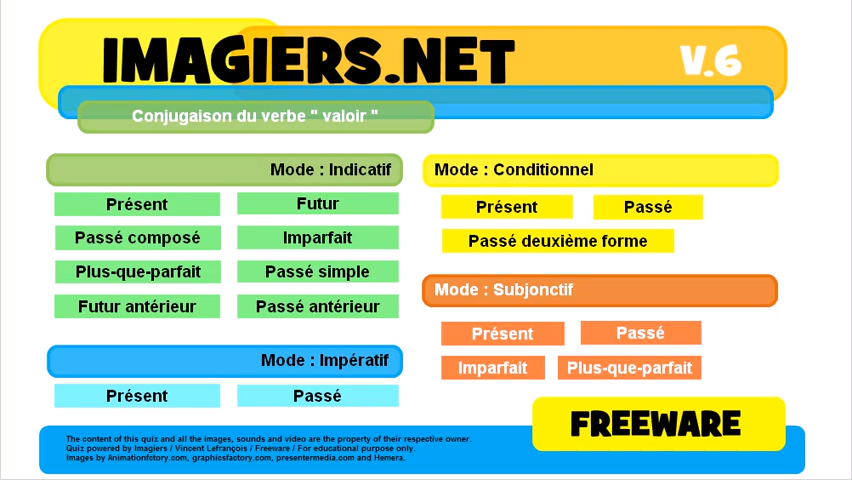 IMAGIERS.NET
V.6
Conjugaison du verbe " valoir "
Mode : Indicatif
Présent
Futur
Passé composé
Imparfait
Plus-que-parfait
Passé simple
Futur antérieur
Passé antérieur
Mode : Impératif
Présent
Passé
Mode : Conditionnel
Présent
Passé
Passé deuxième forme
Mode : Subjonctif
Présent
Passé
Imparfait
Plus-que-parfait
FREEWARE
The content of this quiz and all the images, sounds and video are the property of their respective owner.
Quiz powered by Imagiers / Vincent Lefrançois / Freeware / For educational purpose only.
Images by Animationfctory.com, graphicsfactory.com, presentermedia.com and Hemera.